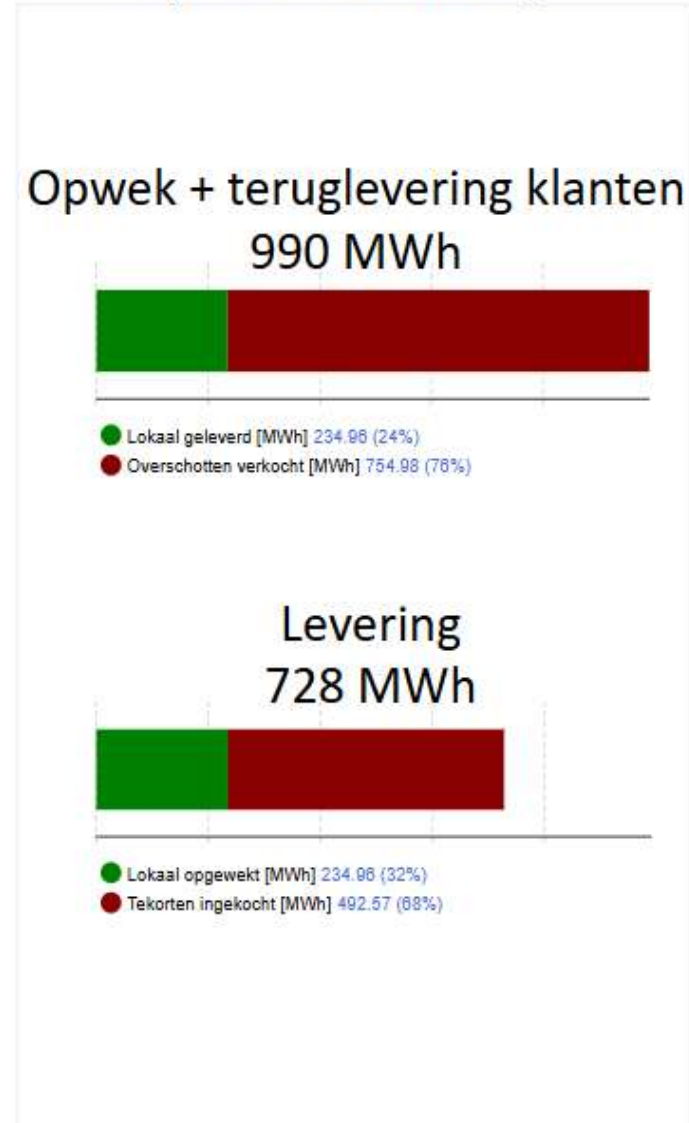 Opwek + teruglevering klanten
990 MWh
Lokaal geleverd [MWh] 234.96 (24%)
Overschotten verkocht [MWh] 754.98 (76%)
Levering
728 MWh
Lokaal opgewekt [MWh] 234.96 (32%)
Tekorten ingekocht [MWh] 492.57 (68%)